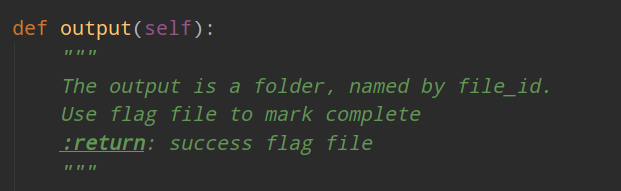 def output(self):
"""
The output is a folder, named by file_id.
Use flag file to mark complete
:return: success flag file
"""